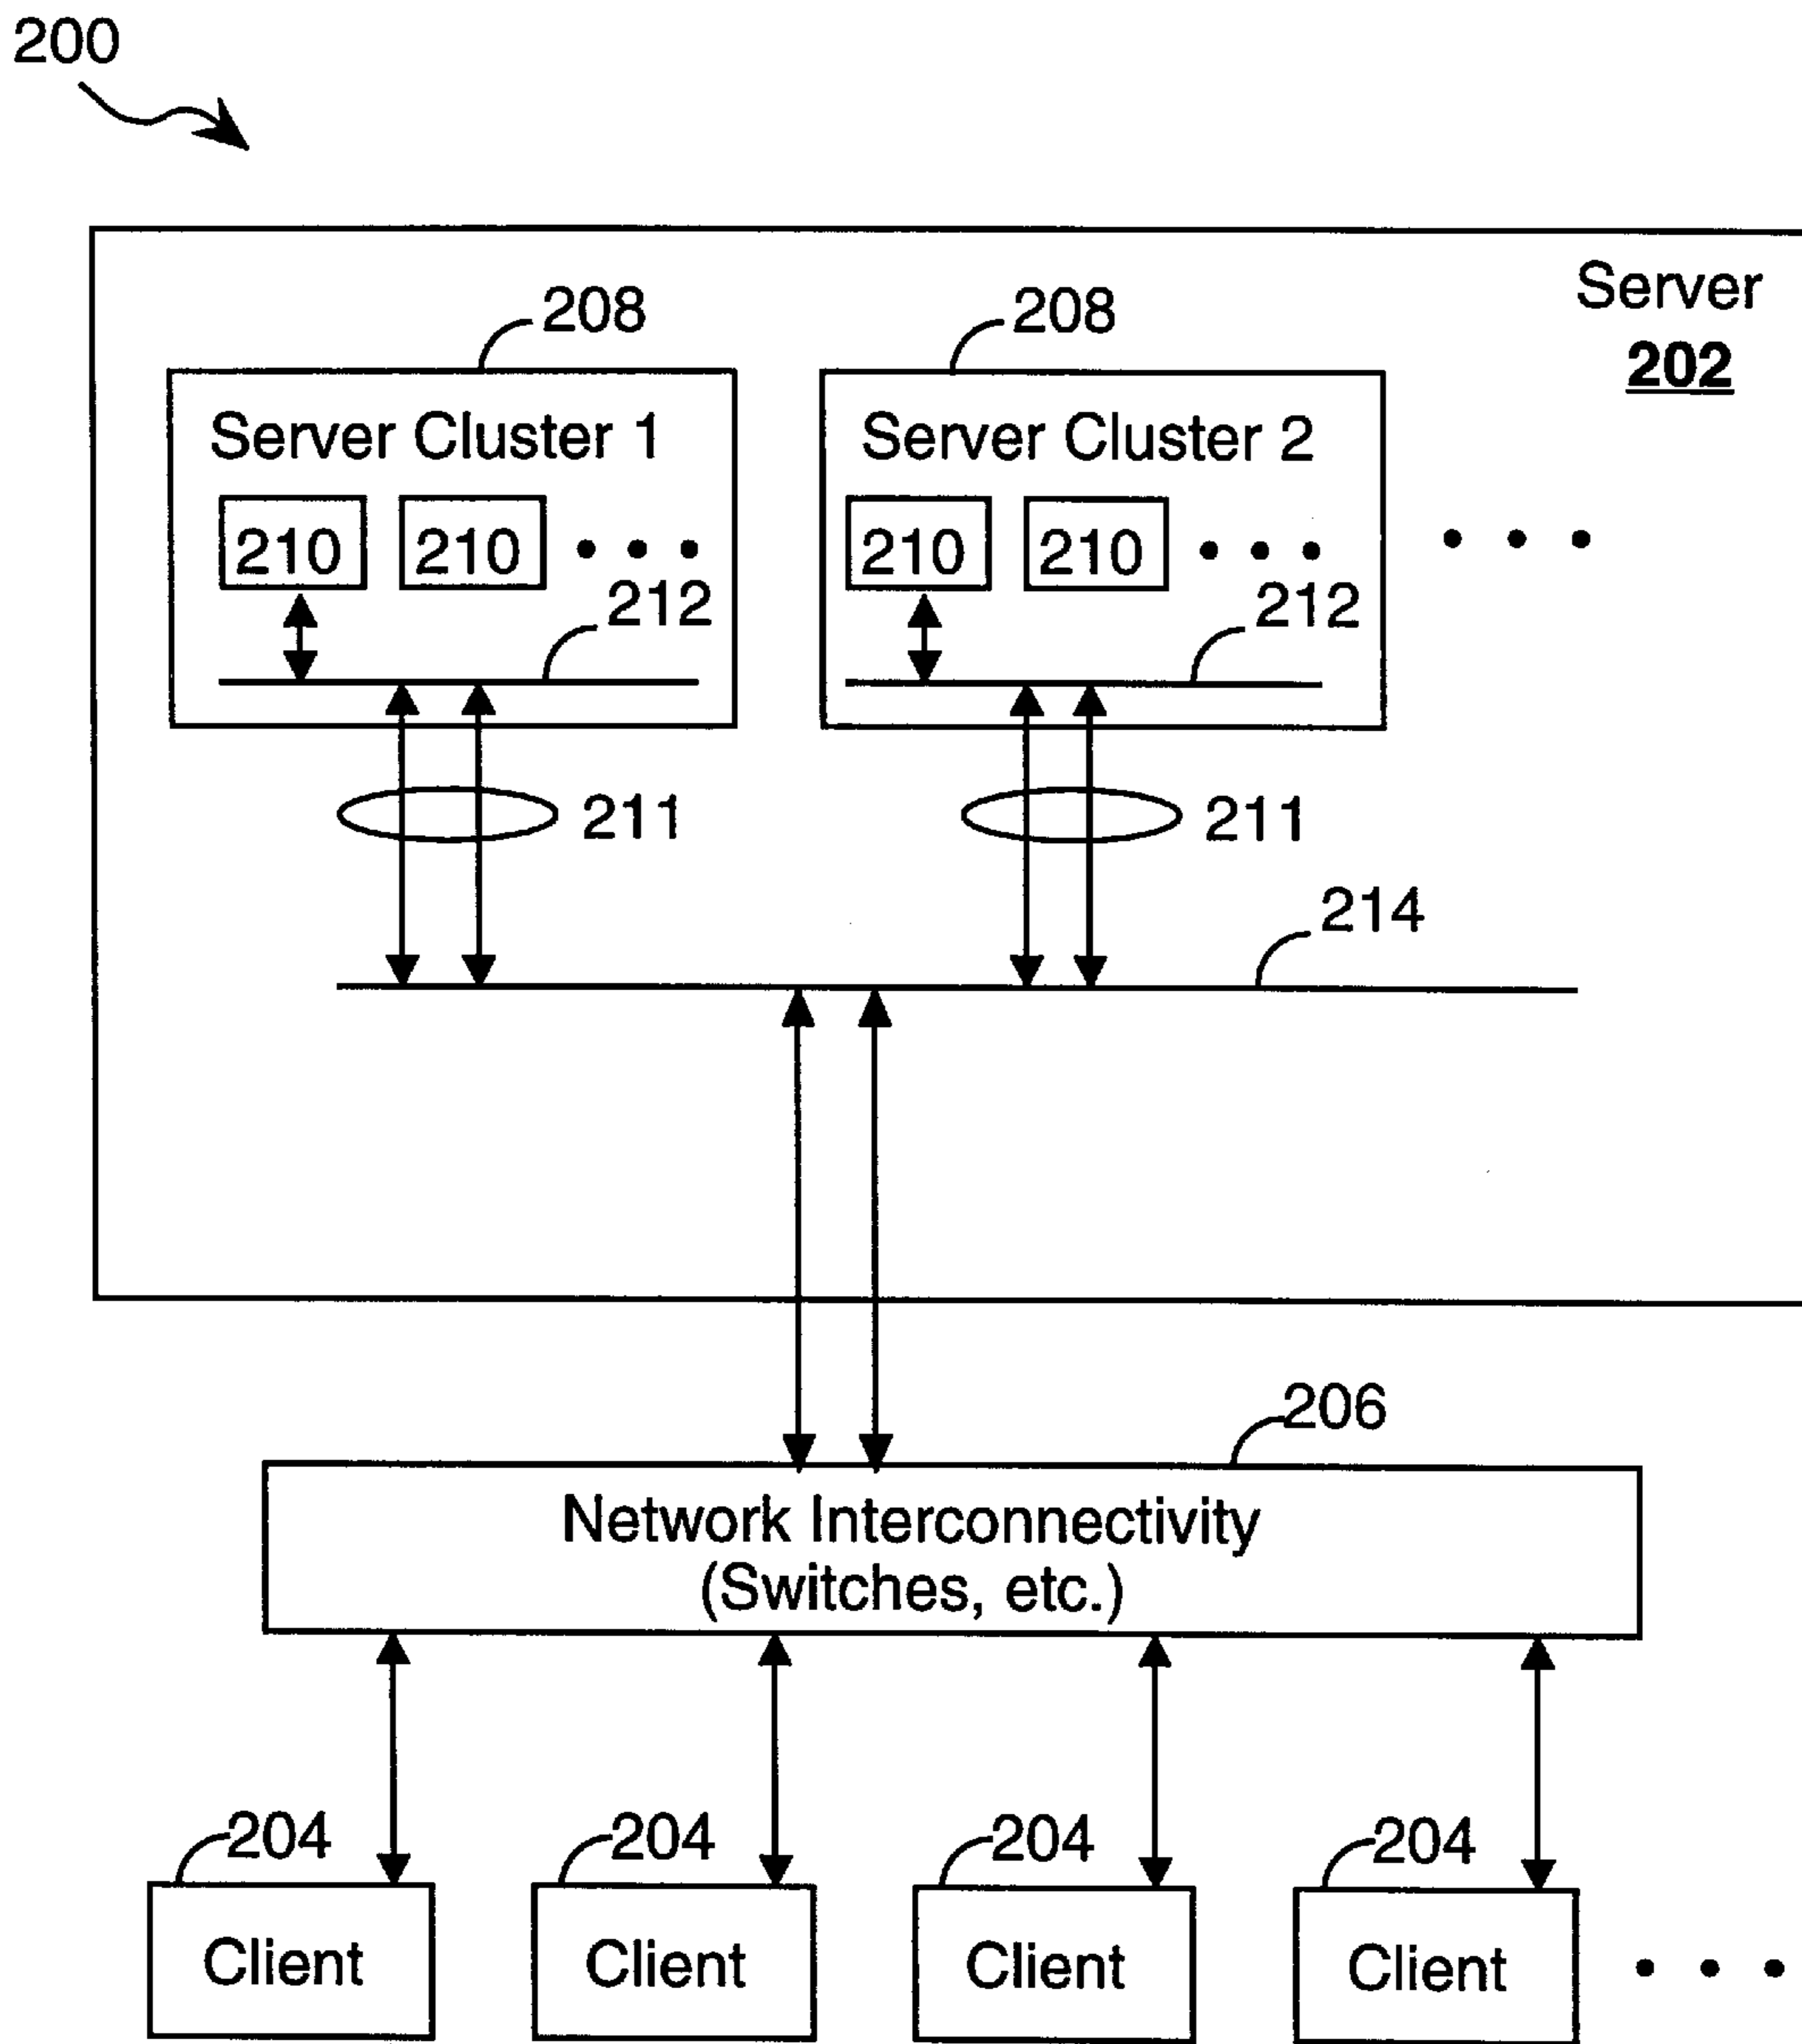 200
Server
202
208
208
Server Cluster 1
Server Cluster 2
210
210
210
210
212
212
211
211
214
206
Network Interconnectivity
(Switches, etc.)
204
204
204
204
Client
Client
Client
Client